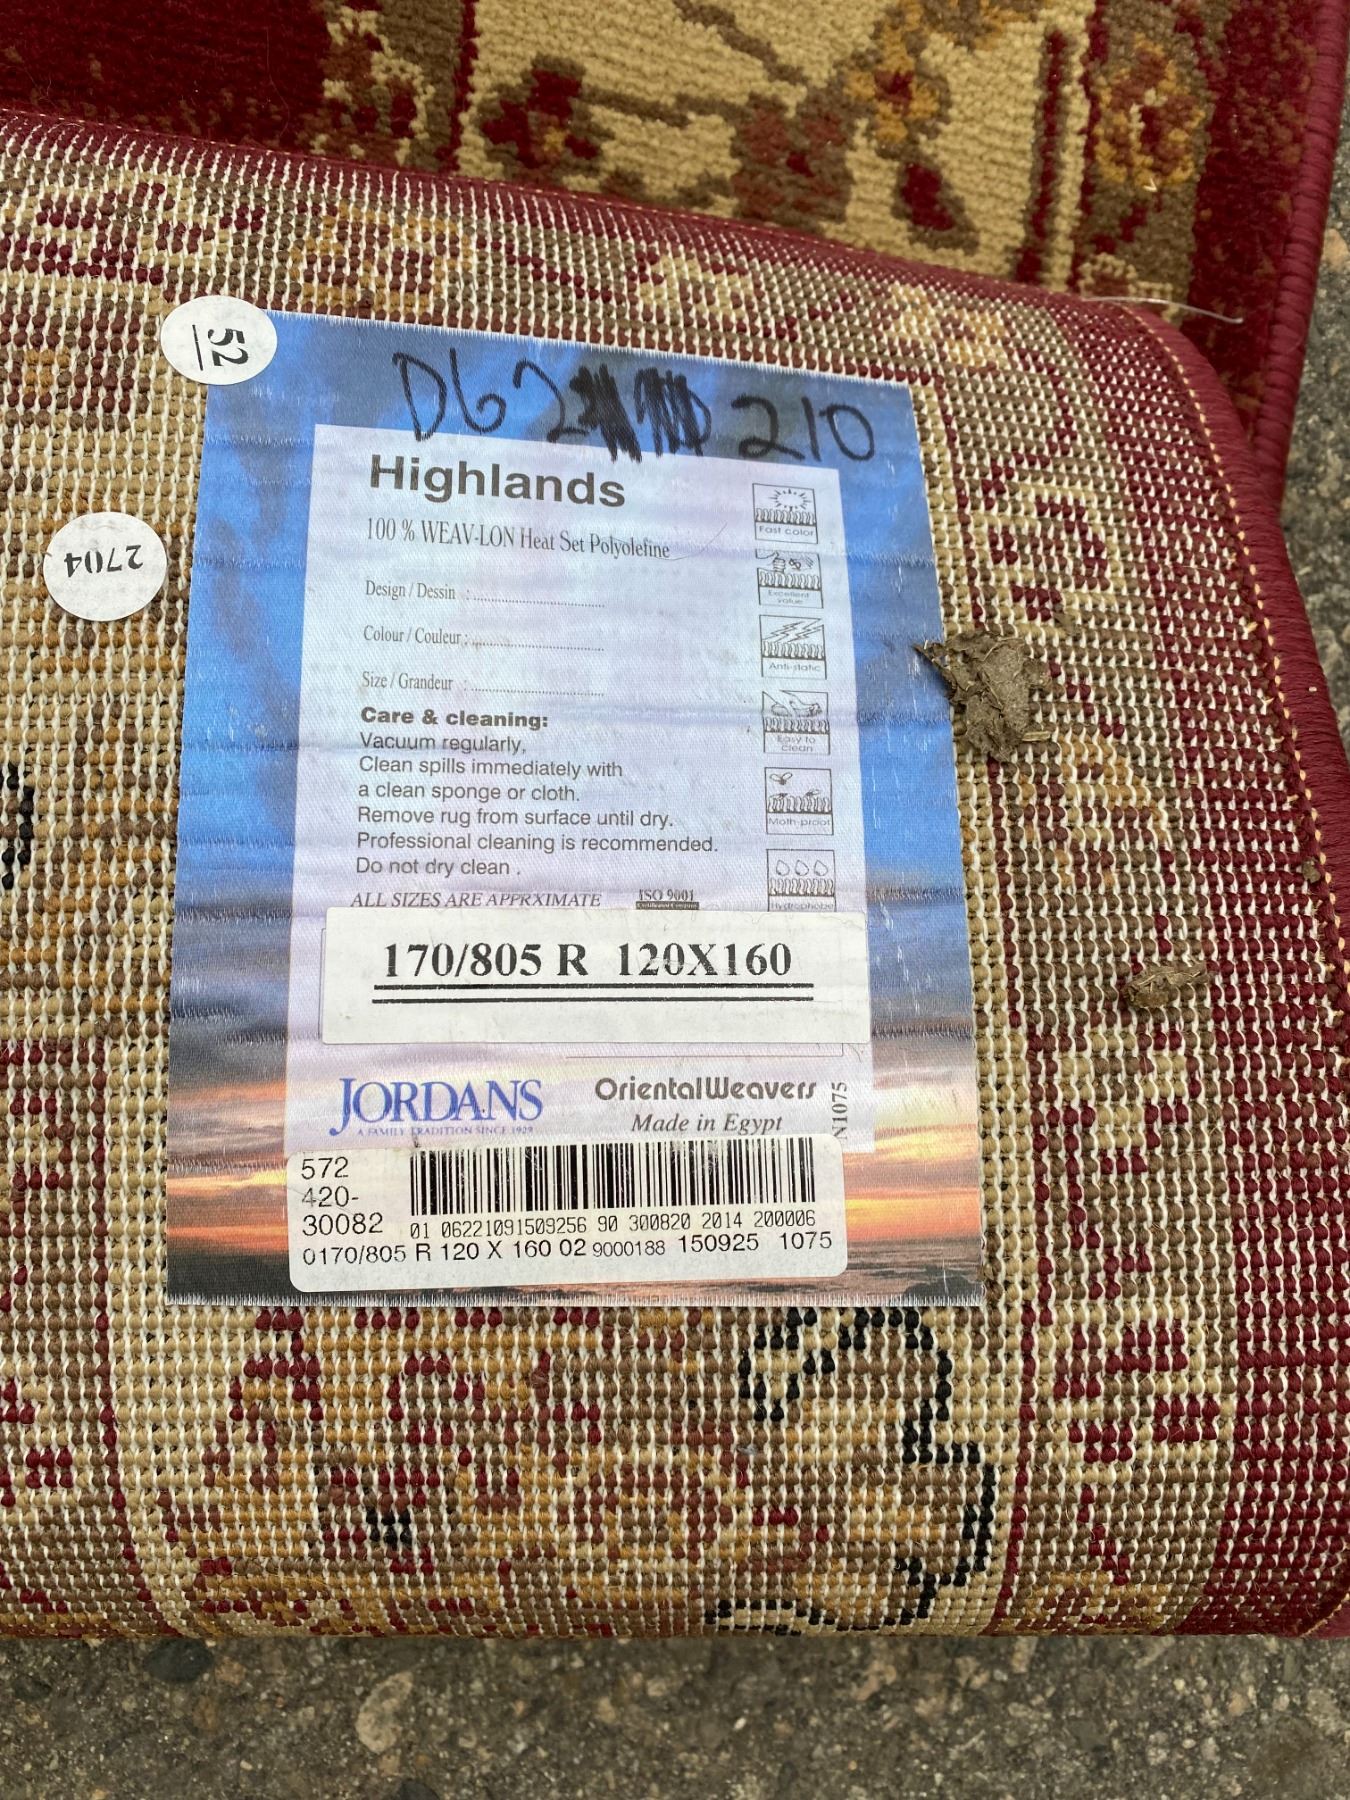 52
D62 210
Highlands
100 % WEAV-LON Heat Set Polyolefine
Fast color
2704
Design / Dessin :
Excellent
value
Colour / Couleur :
Anti-static
Size / Grandeur :
Care & cleaning:
Vacuum regularly,
Clean spills immediately with
a clean sponge or cloth.
Remove rug from surface until dry.
Professional cleaning is recommended.
Do not dry clean .
Easy to
clean
Moth-proof
Hydrophobe
ALL SIZES ARE APPRXIMATE
ISO 9001
170/805 R 120X160
JORDANS
A FAMILY TRADITION SINCE 1929
OrientalWeavers
Made in Egypt
N1075
572
420-
30082
01 06221091509256 90 300820 2014 200006
0170/805 R 120 X 160 02 9000188 150925 1075